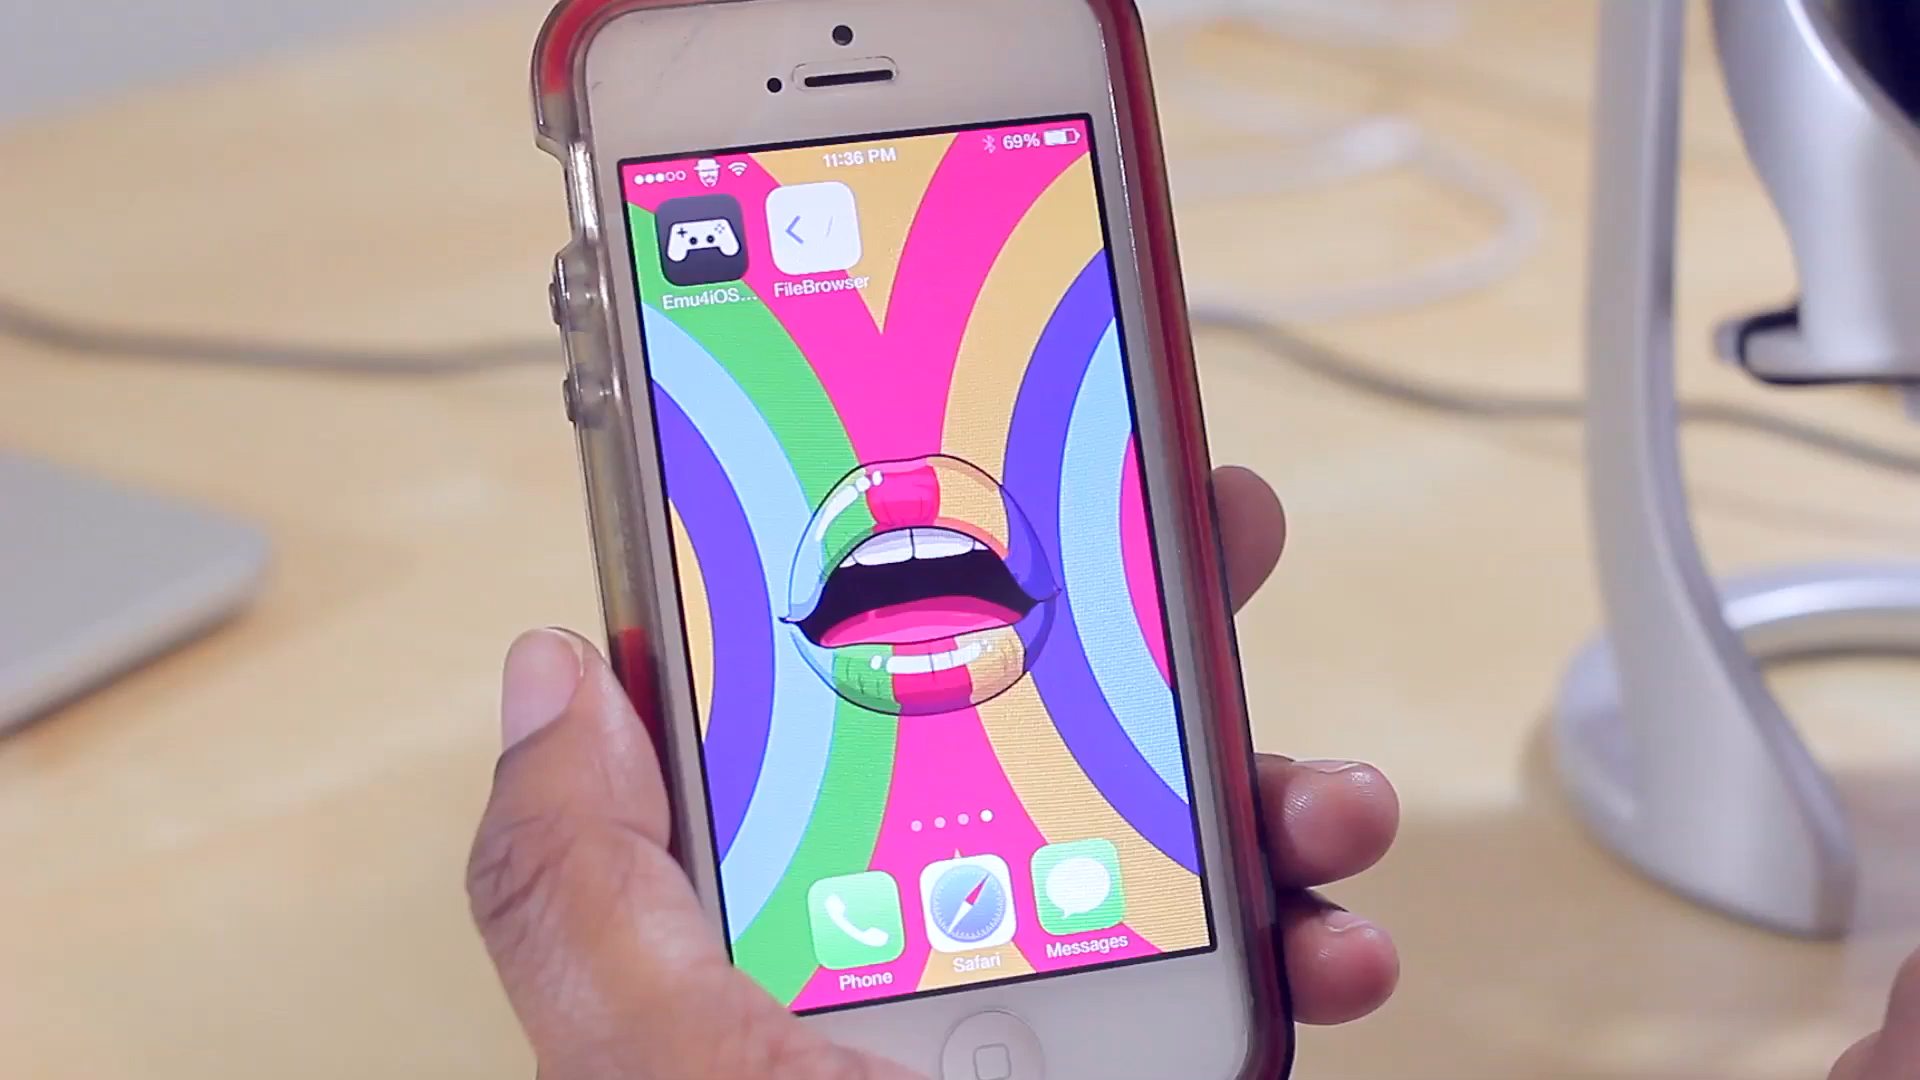 11:36 PM
69%
Emu4iOS...
FileBrowser
Phone
Safari
Messages